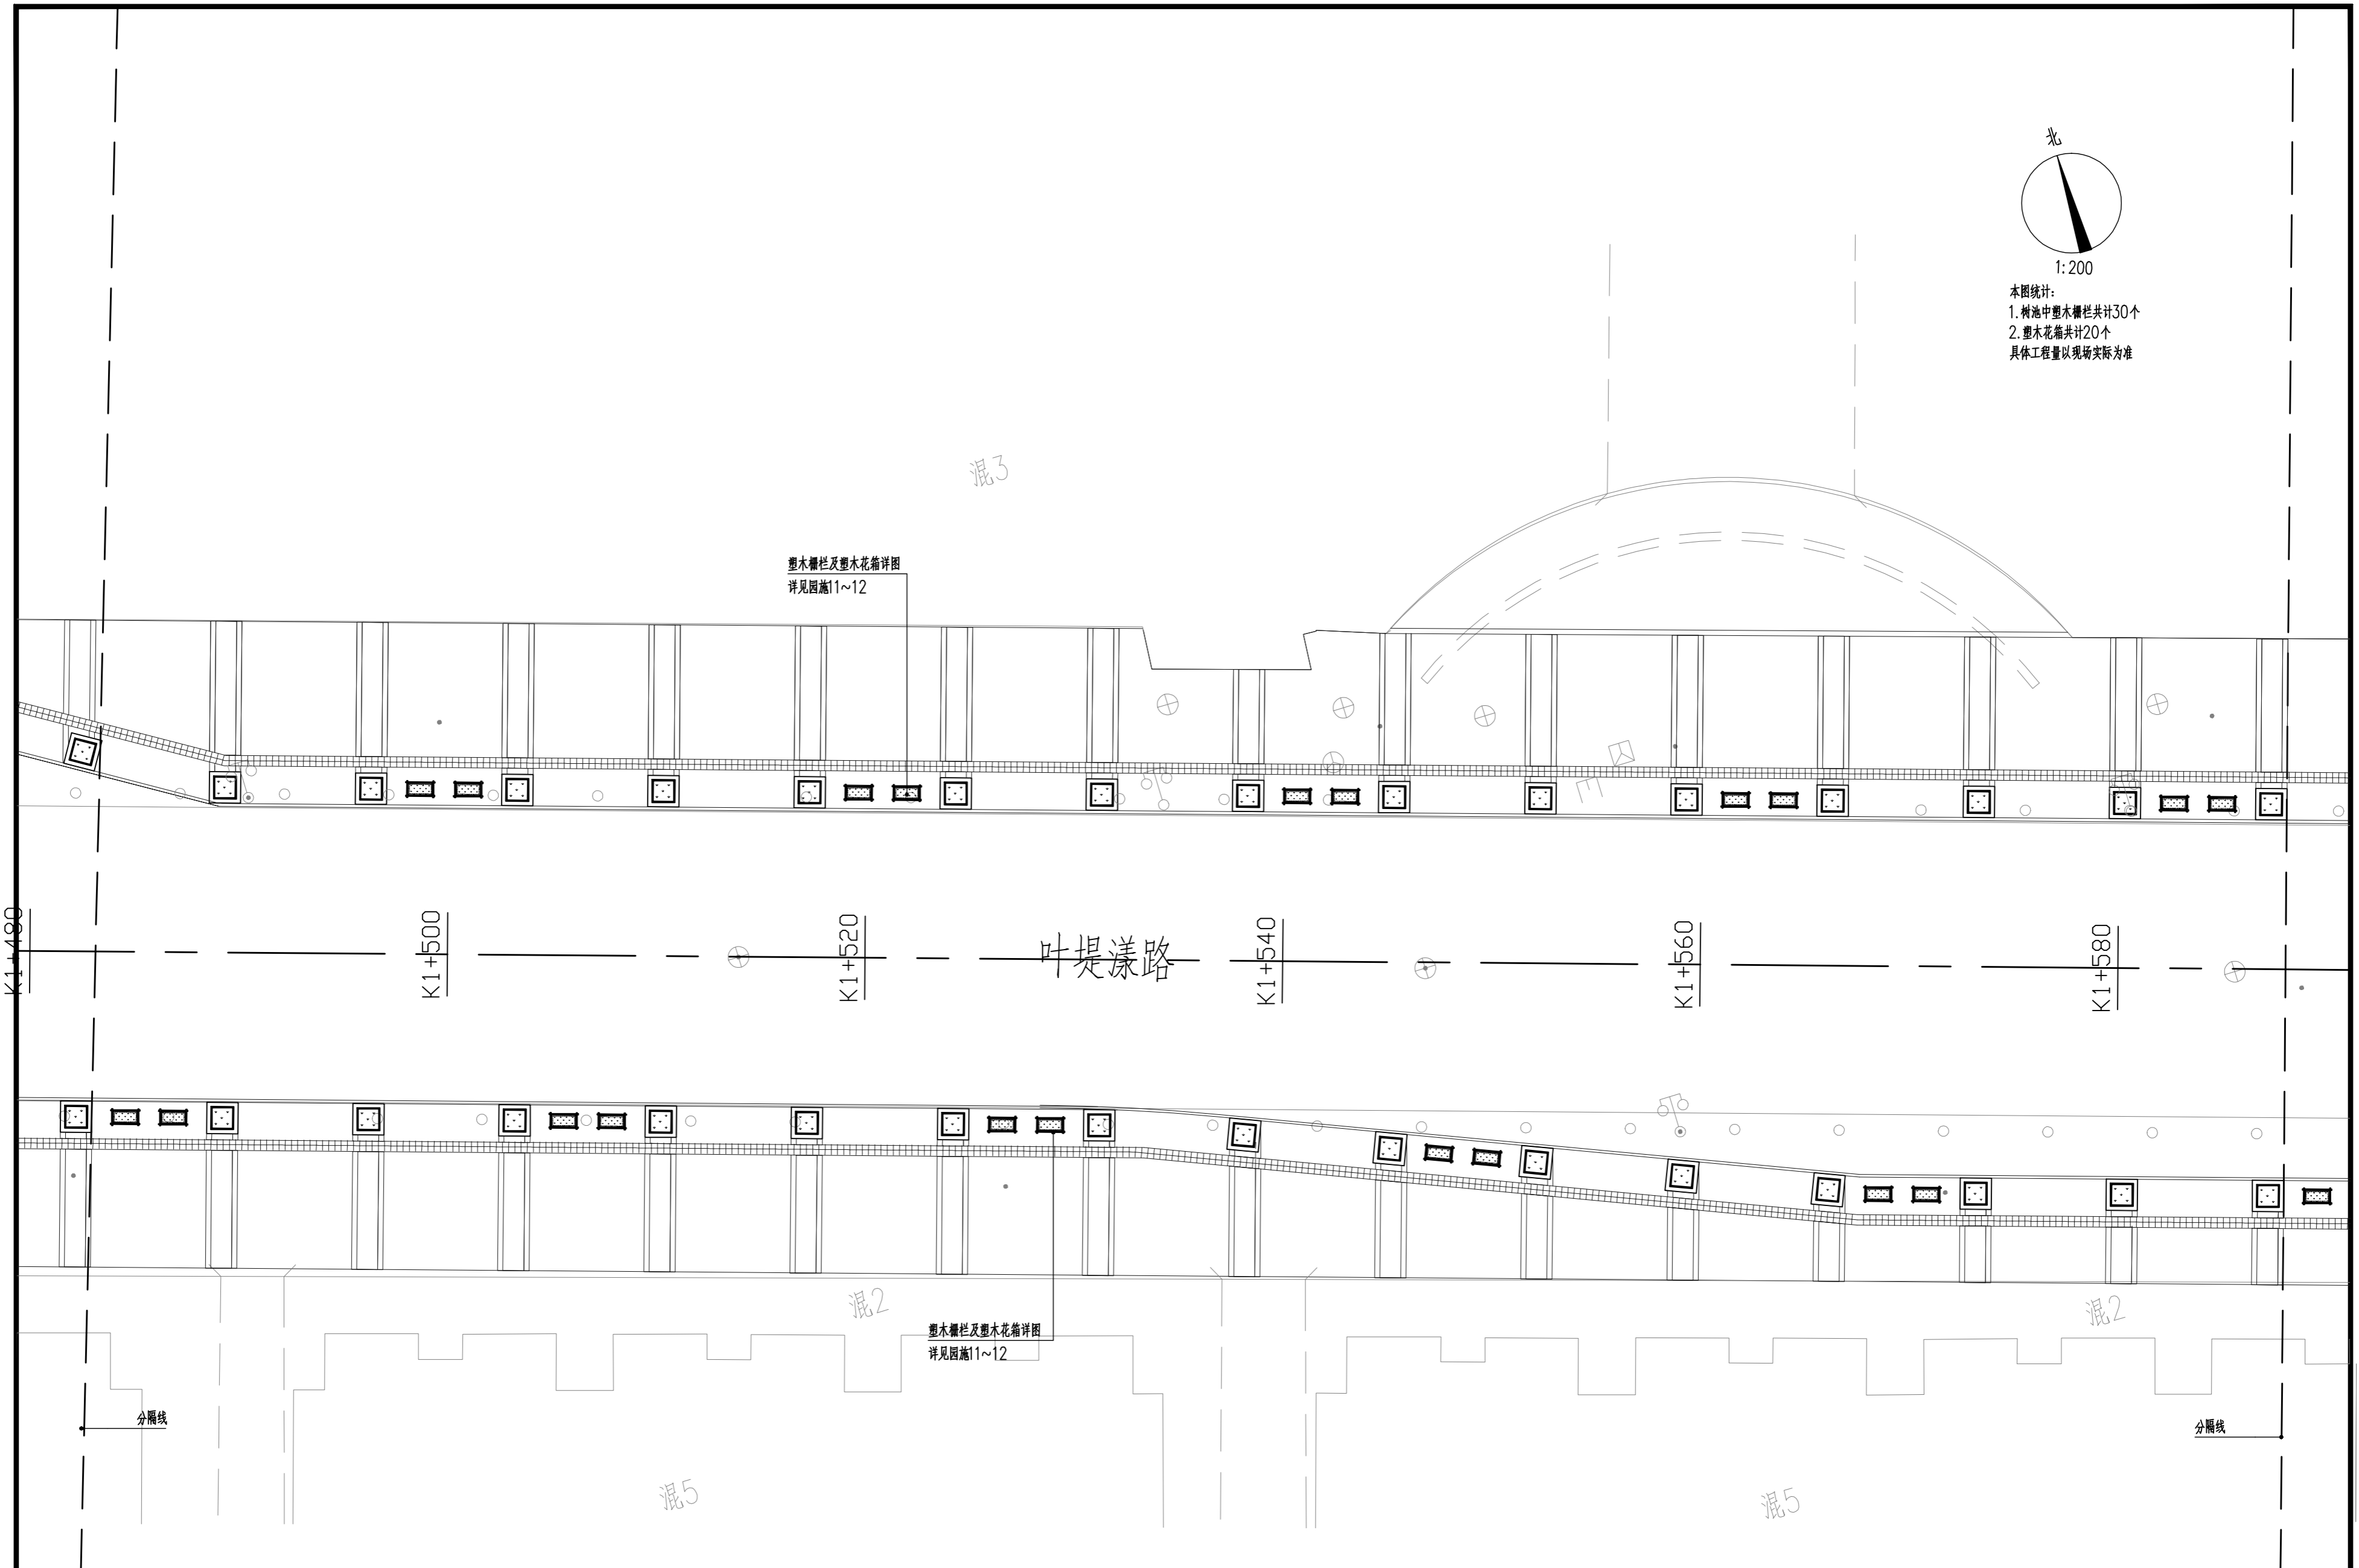 北
1:200
本图统计:
1.树池中塑木栅栏共计30个
2.塑木花箱共计20个
具体工程量以现场实际为准
混3
塑木栅栏及塑木花箱详图
详见园施11~12
K1+480
K1+500
K1+520
叶堤漾路
K1+540
K1+560
K1+580
混2
混2
塑木栅栏及塑木花箱详图
详见园施11~12
分隔线
分隔线
混5
混5